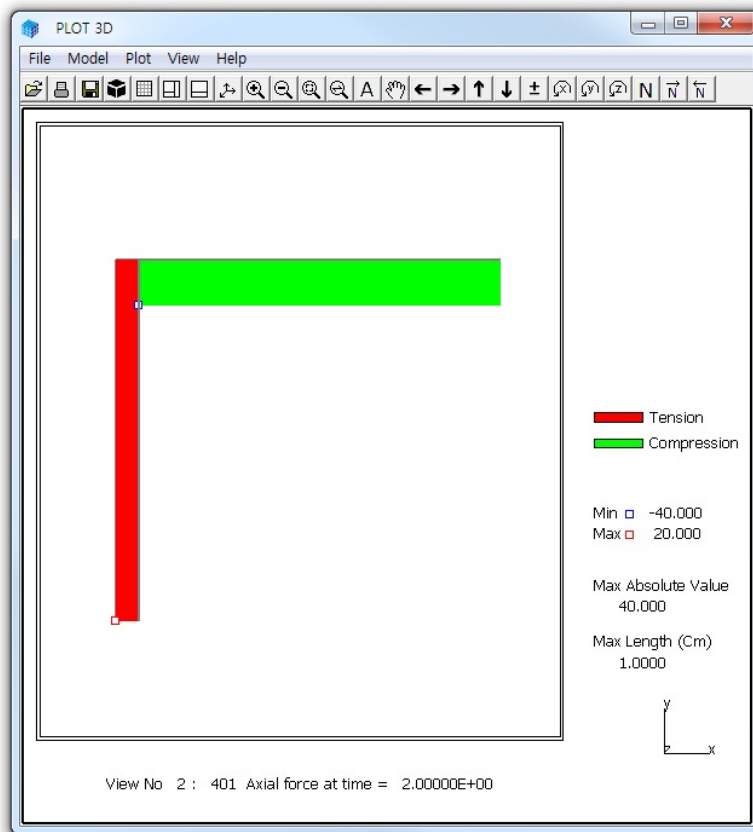 PLOT 3D
File Model Plot View Help
A x y z N N N
Tension
Compression
Min -40.000
Max 20.000
Max Absolute Value
40.000
Max Length (Cm)
1.0000
y
z x
View No 2 : 401 Axial force at time = 2.00000E+00